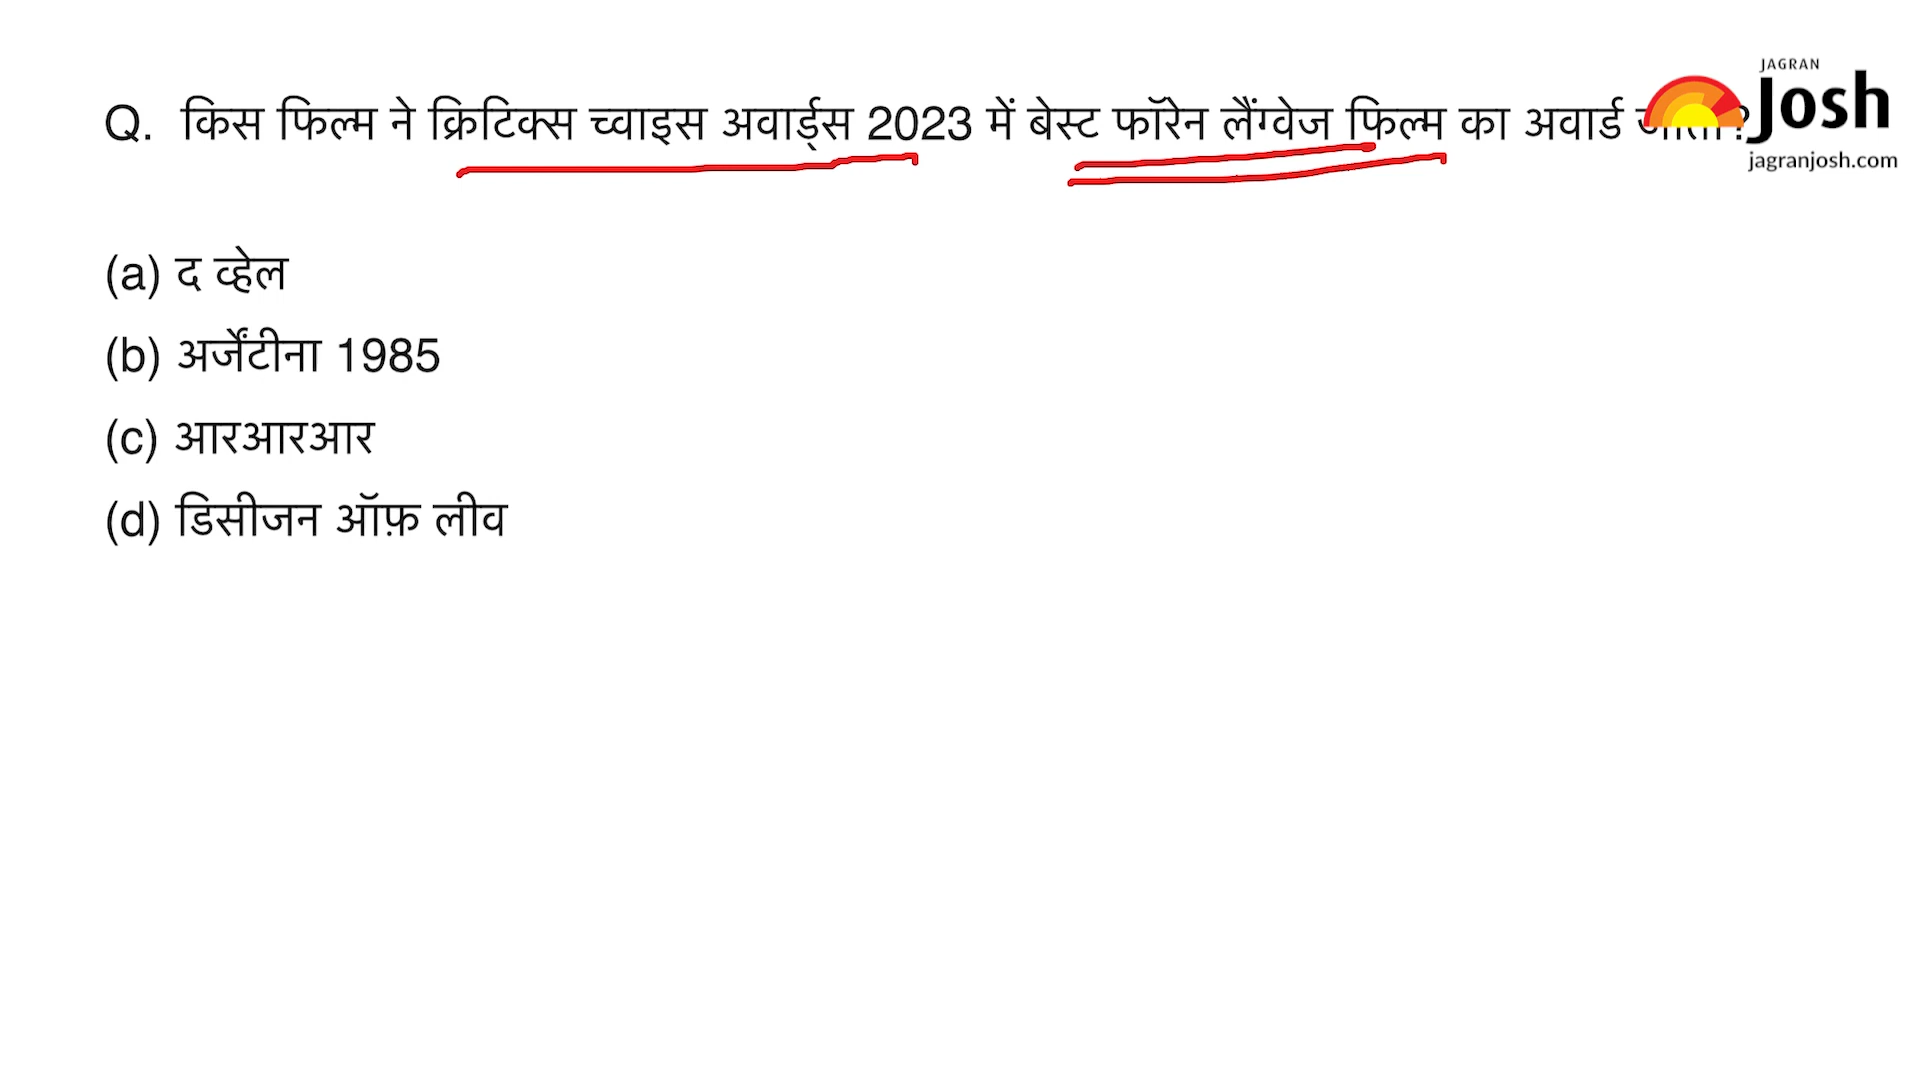 Q. किस फिल्म ने क्रिटिक्स च्वाइस अवार्ड्स 2023 में बेस्ट फॉरेन लैंग्वेज फिल्म का अवार्ड ?
JAGRAN
Josh
jagranjosh.com
(a) द व्हेल
(b) अर्जेंटीना 1985
(c) आरआरआर
(d) डिसीजन ऑफ़ लीव